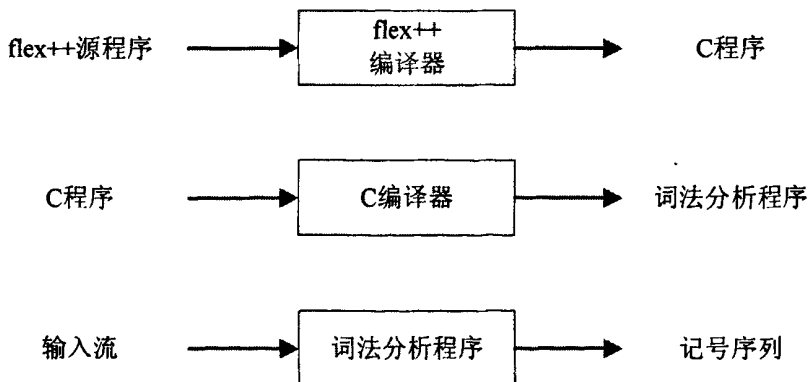 flex++源程序
flex++
编译器
C程序
C程序
C编译器
词法分析程序
输入流
词法分析程序
记号序列